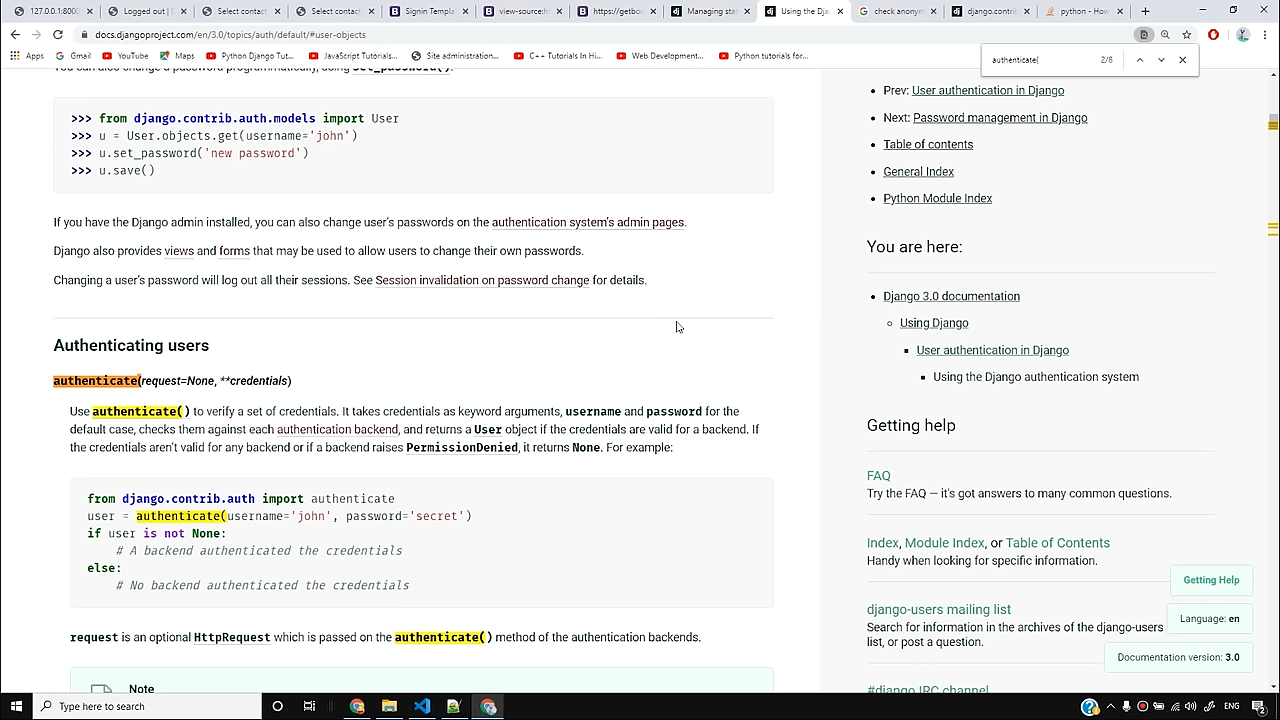 127.0.0.1:8000
Logged out | D
Select contact
Select contact
Signin Templat
view-source:h
https://getbo
Managing sta
Using the Djan
check anonym
django.contrib
python - How
docs.djangoproject.com/en/3.0/topics/auth/default/#user-objects
Apps
Gmail
YouTube
Maps
Python Django Tut...
JavaScript Tutorials...
Site administration...
C++ Tutorials In Hi...
Web Development...
Python tutorials for...
authenticate(
2/8
You can also change a password programmatically, using set_password():
>>> from django.contrib.auth.models import User
>>> u = User.objects.get(username='john')
>>> u.set_password('new password')
>>> u.save()
If you have the Django admin installed, you can also change user's passwords on the authentication system's admin pages.
Django also provides views and forms that may be used to allow users to change their own passwords.
Changing a user's password will log out all their sessions. See Session invalidation on password change for details.
Authenticating users
authenticate(request=None, **credentials)
Use authenticate() to verify a set of credentials. It takes credentials as keyword arguments, username and password for the
default case, checks them against each authentication backend, and returns a User object if the credentials are valid for a backend. If
the credentials aren't valid for any backend or if a backend raises PermissionDenied, it returns None. For example:
from django.contrib.auth import authenticate
user = authenticate(username='john', password='secret')
if user is not None:
# A backend authenticated the credentials
else:
# No backend authenticated the credentials
request is an optional HttpRequest which is passed on the authenticate() method of the authentication backends.
Note
Prev: User authentication in Django
Next: Password management in Django
Table of contents
General Index
Python Module Index
You are here:
Django 3.0 documentation
Using Django
User authentication in Django
Using the Django authentication system
Getting help
FAQ
Try the FAQ — it's got answers to many common questions.
Index, Module Index, or Table of Contents
Handy when looking for specific information.
Getting Help
django-users mailing list
Search for information in the archives of the django-users
list, or post a question.
Language: en
Documentation version: 3.0
#django IRC channel
Type here to search
ENG
2